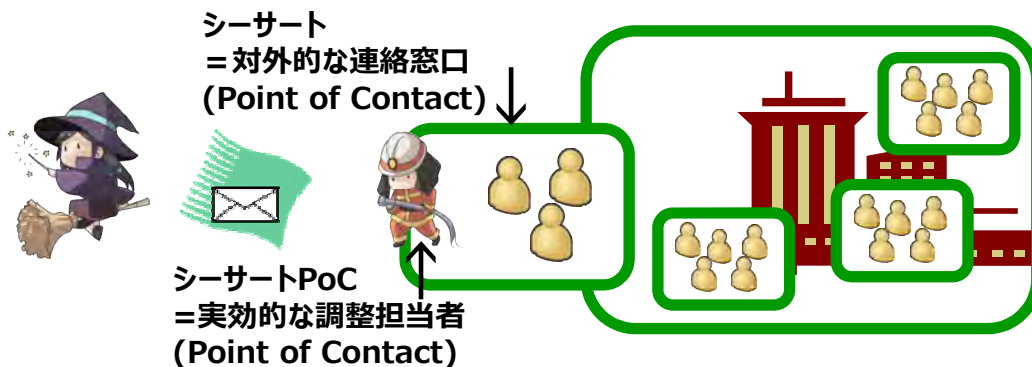 シーサート
＝対外的な連絡窓口
(Point of Contact)
シーサートPoC
=実効的な調整担当者
(Point of Contact)